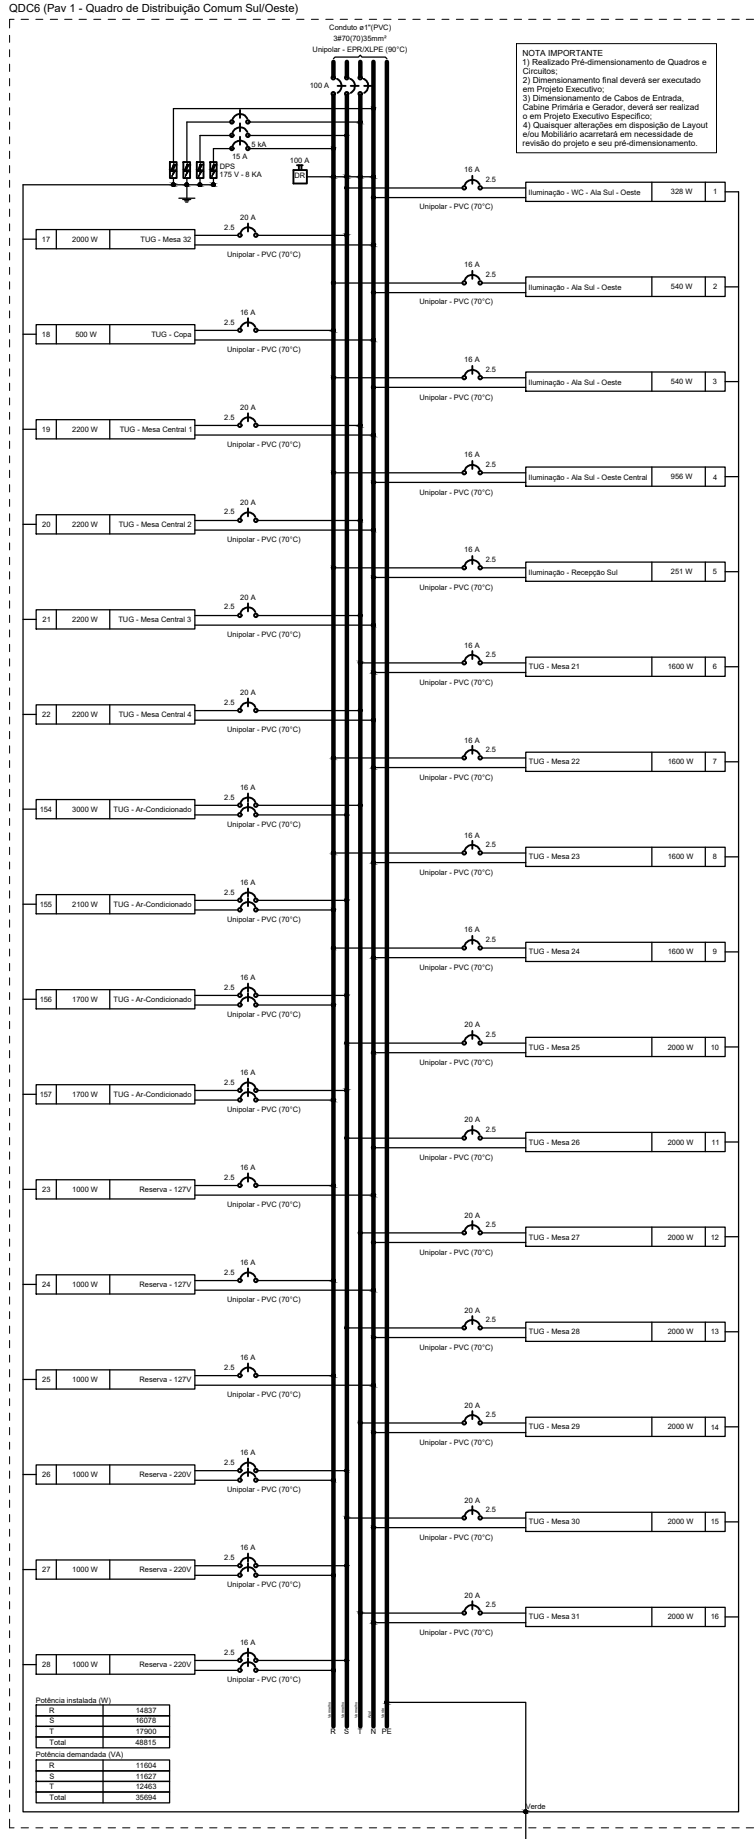 QDC6 (Pav 1 - Quadro de Distribuição Comum Sul/Oeste)
Conduto ø1"(PVC)
3#70(70)35mm²
Unipolar - EPR/XLPE (90°C)
100 A
NOTA IMPORTANTE
1) Realizado Pré-dimensionamento de Quadros e
Circuitos;
2) Dimensionamento final deverá ser executado
em Projeto Executivo;
3) Dimensionamento de Cabos de Entrada,
Cabine Primária e Gerador, deverá ser realizad
o em Projeto Executivo Específico;
4) Quaisquer alterações em disposição de Layout
e/ou Mobiliário acarretará em necessidade de
revisão do projeto e seu pré-dimensionamento.
5 kA
15 A
DPS
175 V - 8 KA
100 A
DR
17 2000 W TUG - Mesa 32 2.5 20 A
Unipolar - PVC (70°C)
18 500 W TUG - Copa 2.5 16 A
Unipolar - PVC (70°C)
19 2200 W TUG - Mesa Central 1 2.5 20 A
Unipolar - PVC (70°C)
20 2200 W TUG - Mesa Central 2 2.5 20 A
Unipolar - PVC (70°C)
21 2200 W TUG - Mesa Central 3 2.5 20 A
Unipolar - PVC (70°C)
22 2200 W TUG - Mesa Central 4 2.5 20 A
Unipolar - PVC (70°C)
154 3000 W TUG - Ar-Condicionado 2.5 16 A
Unipolar - PVC (70°C)
155 2100 W TUG - Ar-Condicionado 2.5 16 A
Unipolar - PVC (70°C)
156 1700 W TUG - Ar-Condicionado 2.5 16 A
Unipolar - PVC (70°C)
157 1700 W TUG - Ar-Condicionado 2.5 16 A
Unipolar - PVC (70°C)
23 1000 W Reserva - 127V 2.5 16 A
Unipolar - PVC (70°C)
24 1000 W Reserva - 127V 2.5 16 A
Unipolar - PVC (70°C)
25 1000 W Reserva - 127V 2.5 16 A
Unipolar - PVC (70°C)
26 1000 W Reserva - 220V 2.5 16 A
Unipolar - PVC (70°C)
27 1000 W Reserva - 220V 2.5 16 A
Unipolar - PVC (70°C)
28 1000 W Reserva - 220V 2.5 16 A
Unipolar - PVC (70°C)
16 A 2.5 Iluminação - WC - Ala Sul - Oeste 328 W 1
Unipolar - PVC (70°C)
16 A 2.5 Iluminação - Ala Sul - Oeste 540 W 2
Unipolar - PVC (70°C)
16 A 2.5 Iluminação - Ala Sul - Oeste 540 W 3
Unipolar - PVC (70°C)
16 A 2.5 Iluminação - Ala Sul - Oeste Central 956 W 4
Unipolar - PVC (70°C)
16 A 2.5 Iluminação - Recepção Sul 251 W 5
Unipolar - PVC (70°C)
16 A 2.5 TUG - Mesa 21 1600 W 6
Unipolar - PVC (70°C)
16 A 2.5 TUG - Mesa 22 1600 W 7
Unipolar - PVC (70°C)
16 A 2.5 TUG - Mesa 23 1600 W 8
Unipolar - PVC (70°C)
16 A 2.5 TUG - Mesa 24 1600 W 9
Unipolar - PVC (70°C)
20 A 2.5 TUG - Mesa 25 2000 W 10
Unipolar - PVC (70°C)
20 A 2.5 TUG - Mesa 26 2000 W 11
Unipolar - PVC (70°C)
20 A 2.5 TUG - Mesa 27 2000 W 12
Unipolar - PVC (70°C)
20 A 2.5 TUG - Mesa 28 2000 W 13
Unipolar - PVC (70°C)
20 A 2.5 TUG - Mesa 29 2000 W 14
Unipolar - PVC (70°C)
20 A 2.5 TUG - Mesa 30 2000 W 15
Unipolar - PVC (70°C)
20 A 2.5 TUG - Mesa 31 2000 W 16
Unipolar - PVC (70°C)
R S T N PE
Potência instalada (W)
R 14837
S 16078
T 17900
Total 48815
Potência demandada (VA)
R 11604
S 11627
T 12463
Total 35694
Verde